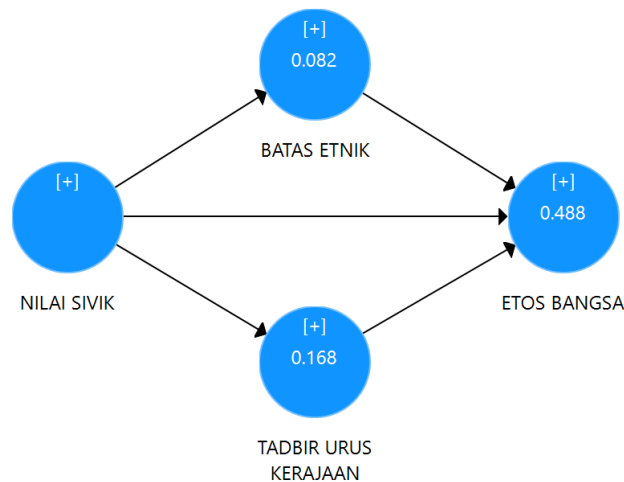 [+]
0.082
BATAS ETNIK
[+]
NILAI SIVIK
[+]
0.488
ETOS BANGSA
[+]
0.168
TADBIR URUS
KERAJAAN